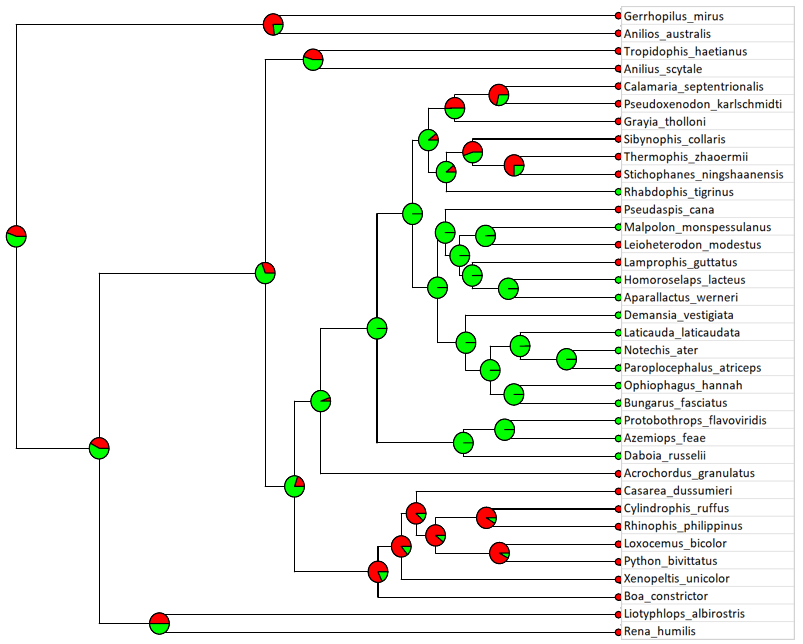 Gerrhopilus_mirus
Anilios_australis
Tropidophis_haetianus
Anilius_scytale
Calamaria_septentrionalis
Pseudoxenodon_karlschmidti
Grayia_tholloni
Sibynophis_collaris
Thermophis_zhaoermii
Stichophanes_ningshaanensis
Rhabdophis_tigrinus
Pseudaspis_cana
Malpolon_monspessulanus
Leioheterodon_modestus
Lamprophis_guttatus
Homoroselaps_lacteus
Aparallactus_werneri
Demansia_vestigiata
Laticauda_laticaudata
Notechis_ater
Paroplocephalus_atriceps
Ophiophagus_hannah
Bungarus_fasciatus
Protobothrops_flavoviridis
Azemiops_feae
Daboia_russelii
Acrochordus_granulatus
Casarea_dussumieri
Cylindrophis_ruffus
Rhinophis_philippinus
Loxocemus_bicolor
Python_bivittatus
Xenopeltis_unicolor
Boa_constrictor
Liotyphlops_albirostris
Rena_humilis